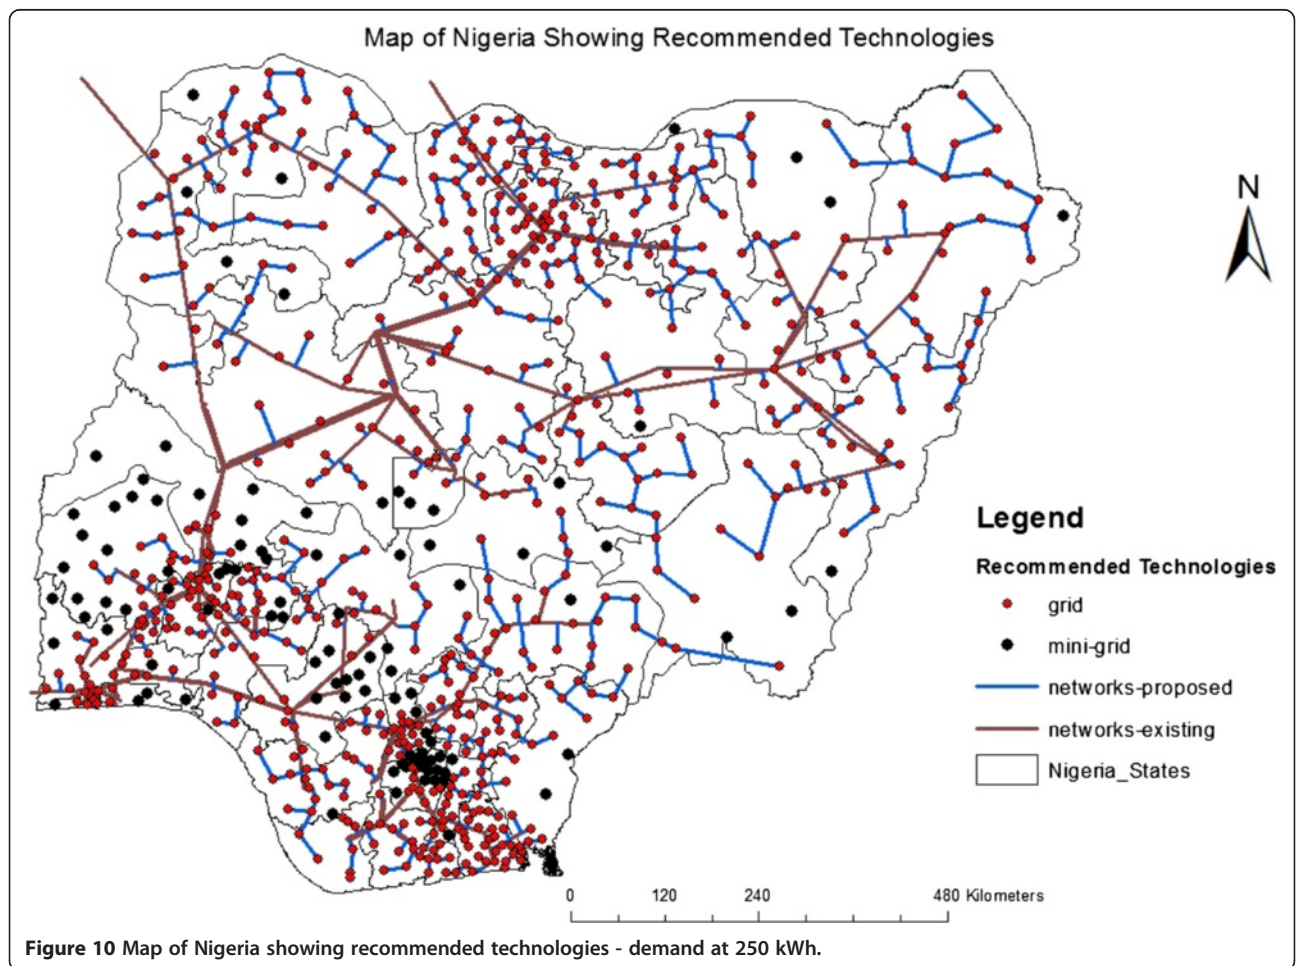 Map of Nigeria Showing Recommended Technologies
N
Legend
Recommended Technologies
grid
mini-grid
networks-proposed
networks-existing
Nigeria_States
0 120 240 480 Kilometers
Figure 10 Map of Nigeria showing recommended technologies - demand at 250 kWh.